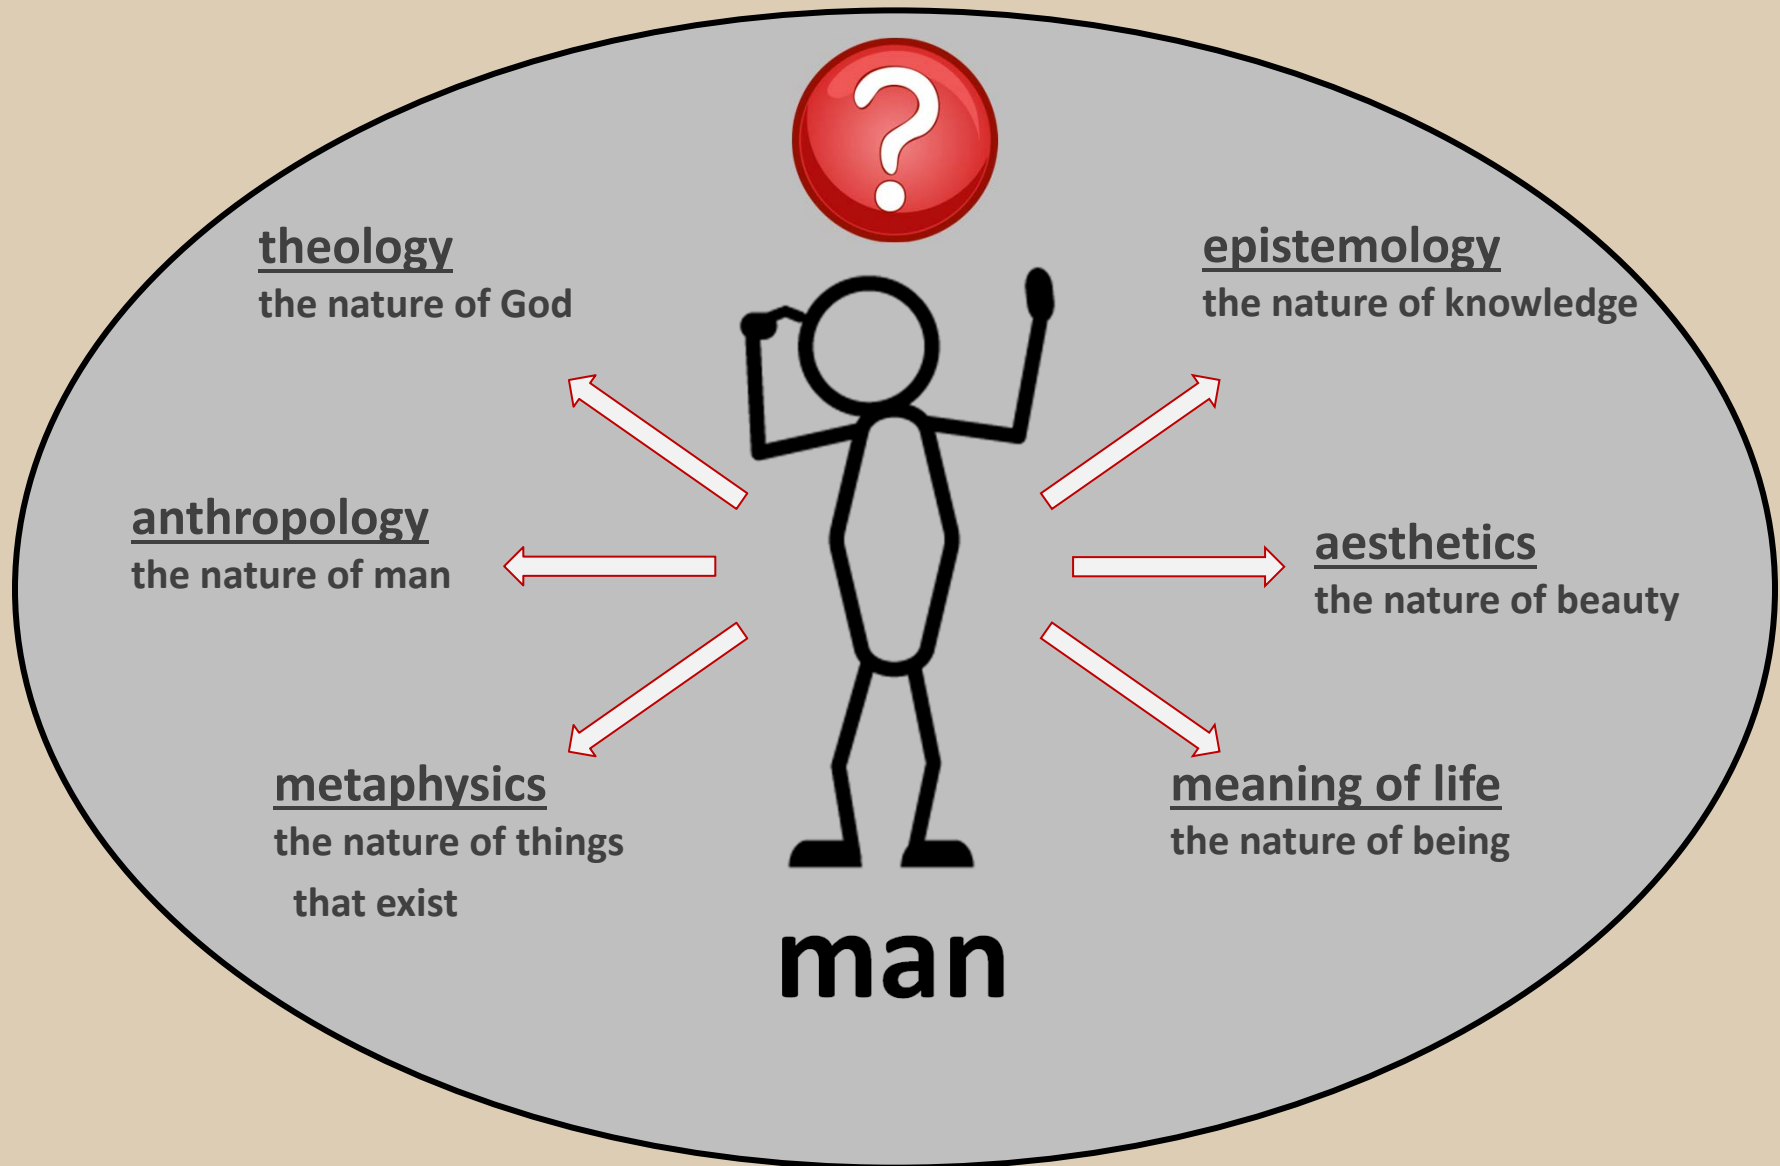 ?
theology
the nature of God
epistemology
the nature of knowledge
anthropology
the nature of man
aesthetics
the nature of beauty
metaphysics
the nature of things
that exist
meaning of life
the nature of being
man